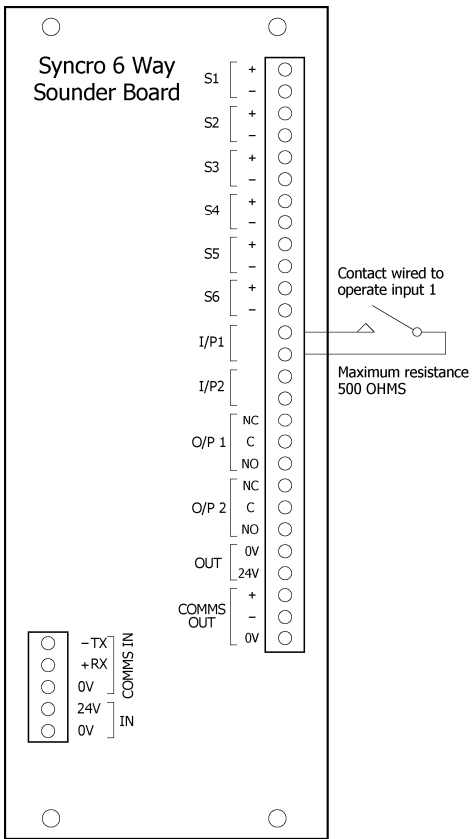 Syncro 6 Way
Sounder Board
S1 + 
−
S2 + 
−
S3 + 
−
S4 + 
−
S5 + 
−
S6 + 
−
Contact wired to
operate input 1
I/P1
Maximum resistance
500 OHMS
I/P2
NC
O/P 1 C
NO
NC
O/P 2 C
NO
OUT 0V
24V
COMMS
OUT
+
−
0V
−TX
+RX
0V
COMMS IN
24V
0V
IN